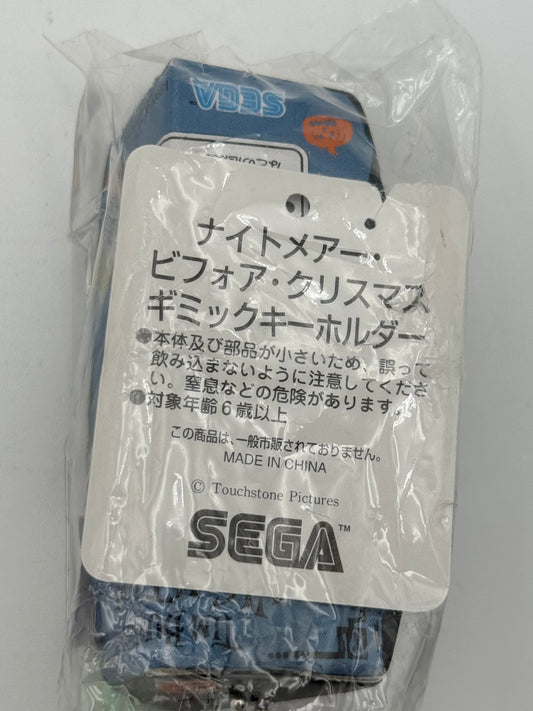 SEGA
ナイトメアー・
ビフォア・クリスマス
ギミックキーホルダー
●本体及び部品が小さいため、誤って
飲み込まないように注意してくださ
い。窒息などの危険があります。
●対象年齢6歳以上
この商品は、一般市販されておりません。
MADE IN CHINA
© Touchstone Pictures
SEGA™